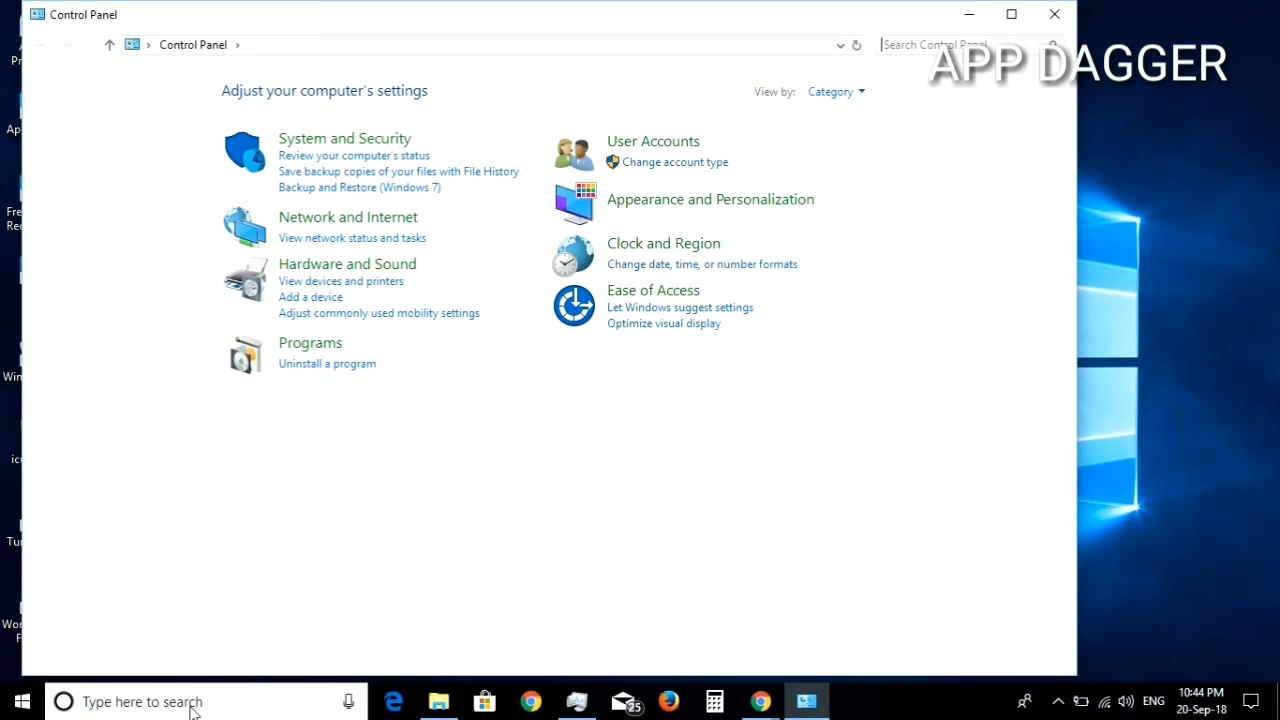 Control Panel
Control Panel
Search Control Panel
APP DAGGER
Adjust your computer's settings
View by: Category
System and Security
Review your computer's status
Save backup copies of your files with File History
Backup and Restore (Windows 7)
Network and Internet
View network status and tasks
Hardware and Sound
View devices and printers
Add a device
Adjust commonly used mobility settings
Programs
Uninstall a program
User Accounts
Change account type
Appearance and Personalization
Clock and Region
Change date, time, or number formats
Ease of Access
Let Windows suggest settings
Optimize visual display
Type here to search
25
ENG
10:44 PM
20-Sep-18